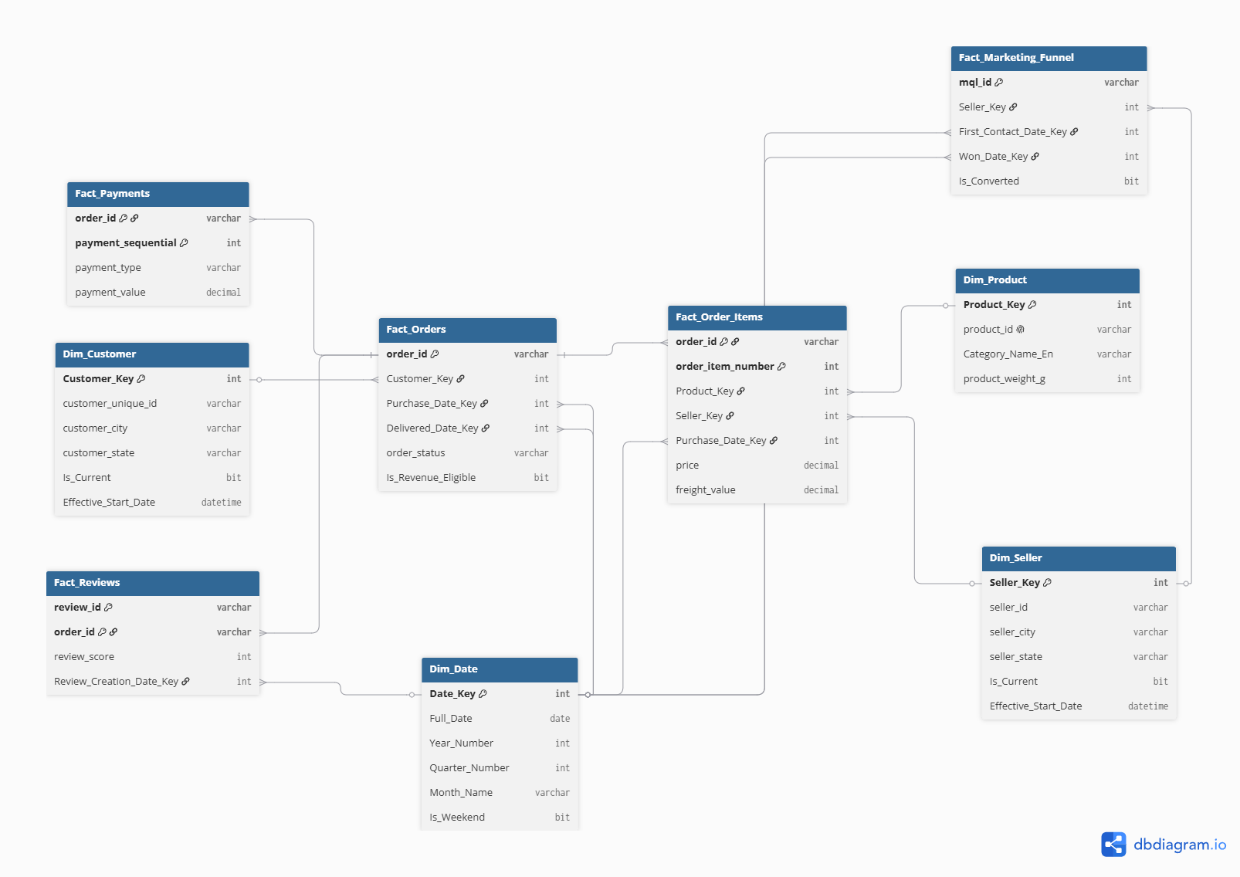 Fact_Marketing_Funnel
mql_id varchar
Seller_Key int
First_Contact_Date_Key int
Won_Date_Key int
Is_Converted bit
Fact_Payments
order_id varchar
payment_sequential int
payment_type varchar
payment_value decimal
Dim_Product
Product_Key int
product_id varchar
Category_Name_En varchar
product_weight_g int
Fact_Order_Items
order_id varchar
order_item_number int
Product_Key int
Seller_Key int
Purchase_Date_Key int
price decimal
freight_value decimal
Fact_Orders
order_id varchar
Customer_Key int
Purchase_Date_Key int
Delivered_Date_Key int
order_status varchar
Is_Revenue_Eligible bit
Dim_Customer
Customer_Key int
customer_unique_id varchar
customer_city varchar
customer_state varchar
Is_Current bit
Effective_Start_Date datetime
Dim_Seller
Seller_Key int
seller_id varchar
seller_city varchar
seller_state varchar
Is_Current bit
Effective_Start_Date datetime
Fact_Reviews
review_id varchar
order_id varchar
review_score int
Review_Creation_Date_Key int
Dim_Date
Date_Key int
Full_Date date
Year_Number int
Quarter_Number int
Month_Name varchar
Is_Weekend bit
dbdiagram.io